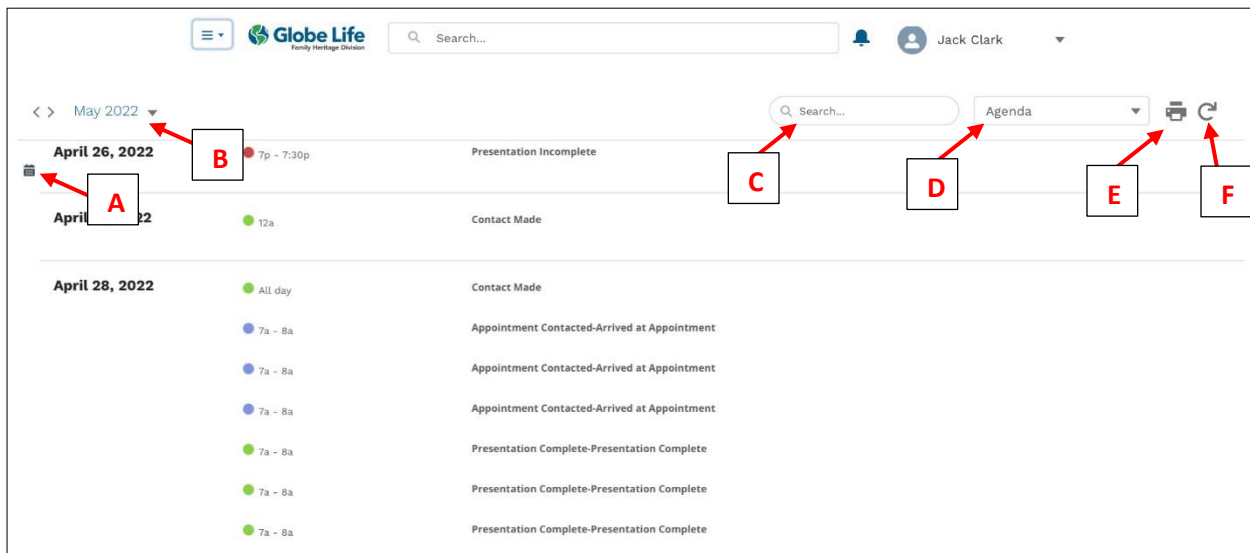 Globe Life
Family Heritage Division
Search...
Jack Clark
May 2022
Search...
Agenda
A
B
C
D
E
F
April 26, 2022
7p - 7:30p
Presentation Incomplete
April 22
12a
Contact Made
April 28, 2022
All day
Contact Made
7a - 8a
Appointment Contacted-Arrived at Appointment
7a - 8a
Appointment Contacted-Arrived at Appointment
7a - 8a
Appointment Contacted-Arrived at Appointment
7a - 8a
Presentation Complete-Presentation Complete
7a - 8a
Presentation Complete-Presentation Complete
7a - 8a
Presentation Complete-Presentation Complete